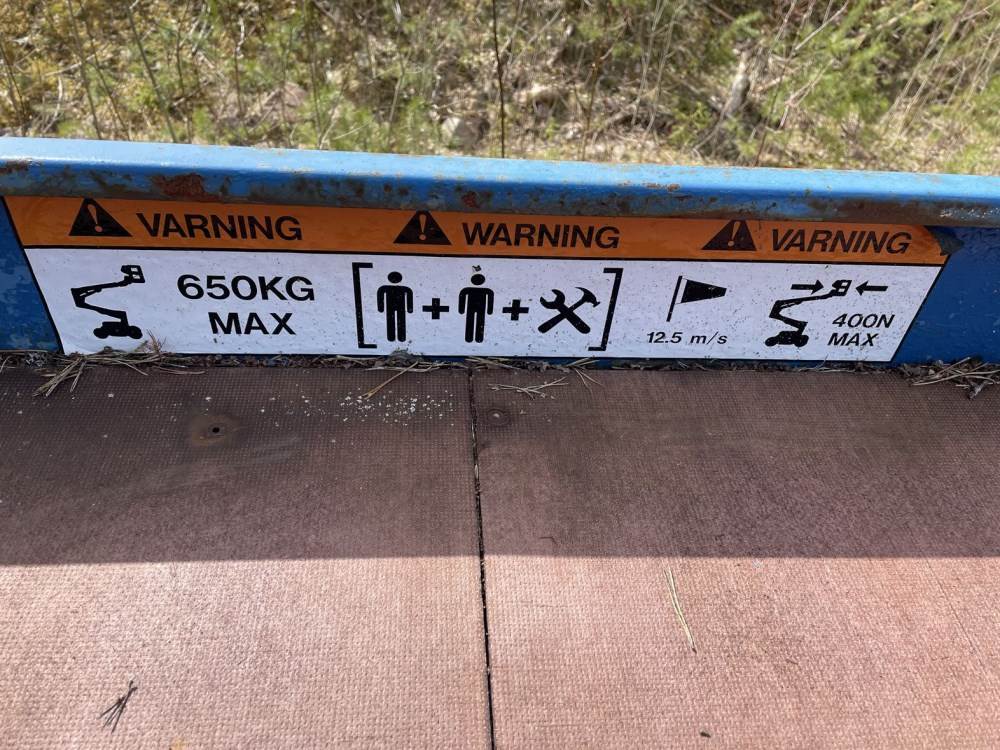 VARNING WARNING VARNING
650KG
MAX
12.5 m/s
400N
MAX